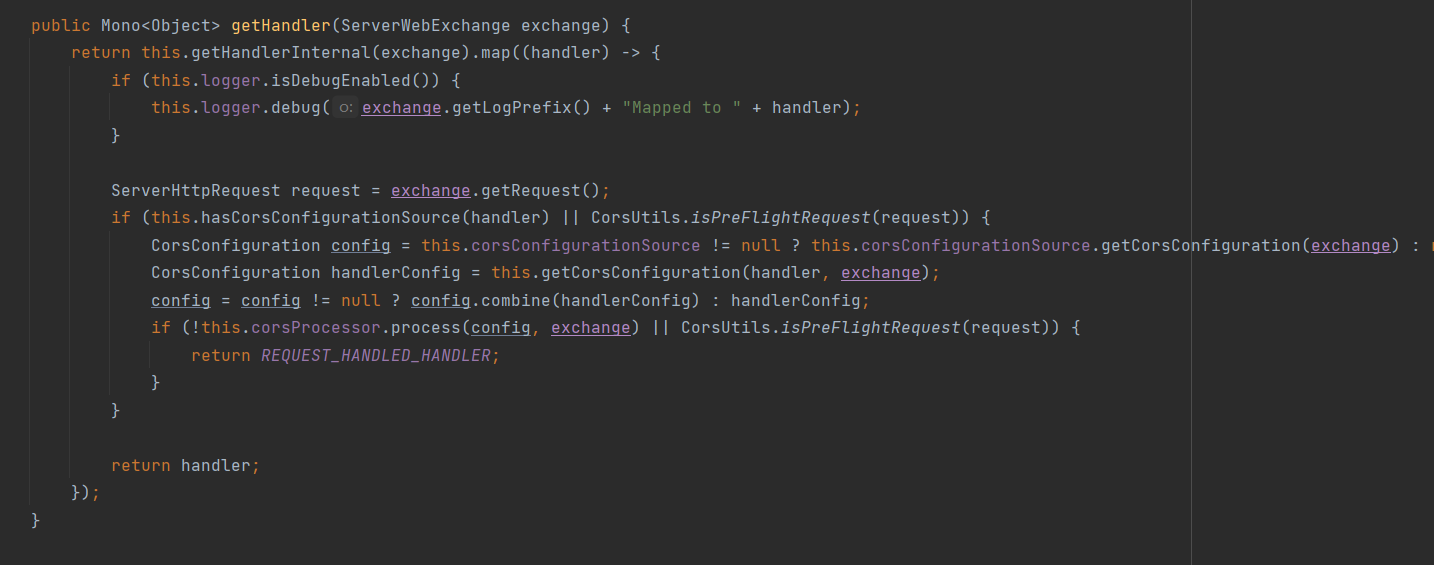 public Mono<Object> getHandler(ServerWebExchange exchange) {
return this.getHandlerInternal(exchange).map((handler) -> {
if (this.logger.isDebugEnabled()) {
this.logger.debug( o: exchange.getLogPrefix() + "Mapped to " + handler);
}
ServerHttpRequest request = exchange.getRequest();
if (this.hasCorsConfigurationSource(handler) || CorsUtils.isPreFlightRequest(request)) {
CorsConfiguration config = this.corsConfigurationSource != null ? this.corsConfigurationSource.getCorsConfiguration(exchange) :
CorsConfiguration handlerConfig = this.getCorsConfiguration(handler, exchange);
config = config != null ? config.combine(handlerConfig) : handlerConfig;
if (!this.corsProcessor.process(config, exchange) || CorsUtils.isPreFlightRequest(request)) {
return REQUEST_HANDLED_HANDLER;
}
}
return handler;
});
}